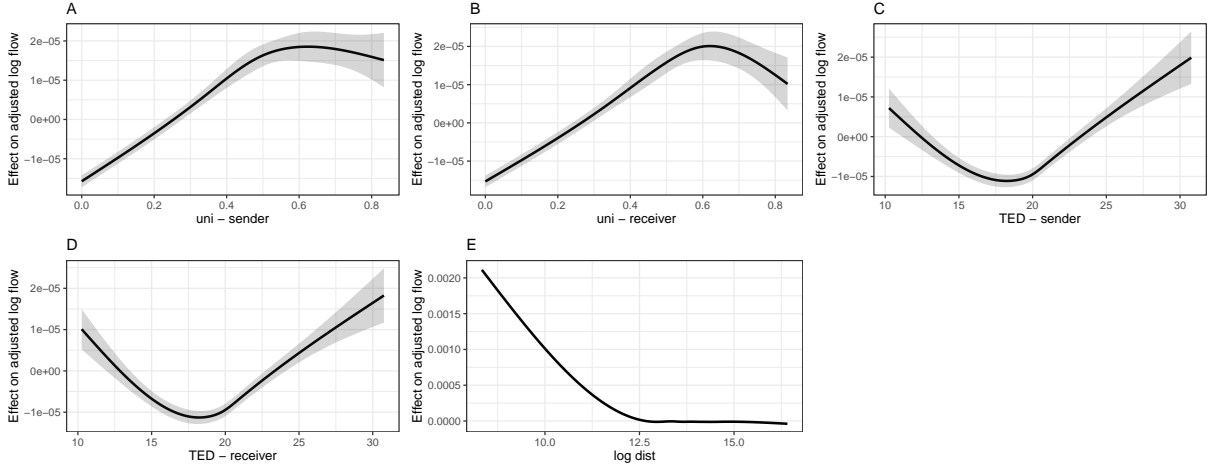 A
Effect on adjusted log flow
2e−05
1e−05
0e+00
−1e−05
0.0 0.2 0.4 0.6 0.8
uni − sender
B
Effect on adjusted log flow
2e−05
1e−05
0e+00
−1e−05
0.0 0.2 0.4 0.6 0.8
uni − receiver
C
Effect on adjusted log flow
2e−05
1e−05
0e+00
−1e−05
10 15 20 25 30
TED − sender
D
Effect on adjusted log flow
2e−05
1e−05
0e+00
−1e−05
10 15 20 25 30
TED − receiver
E
Effect on adjusted log flow
0.0020
0.0015
0.0010
0.0005
0.0000
10.0 12.5 15.0
log dist